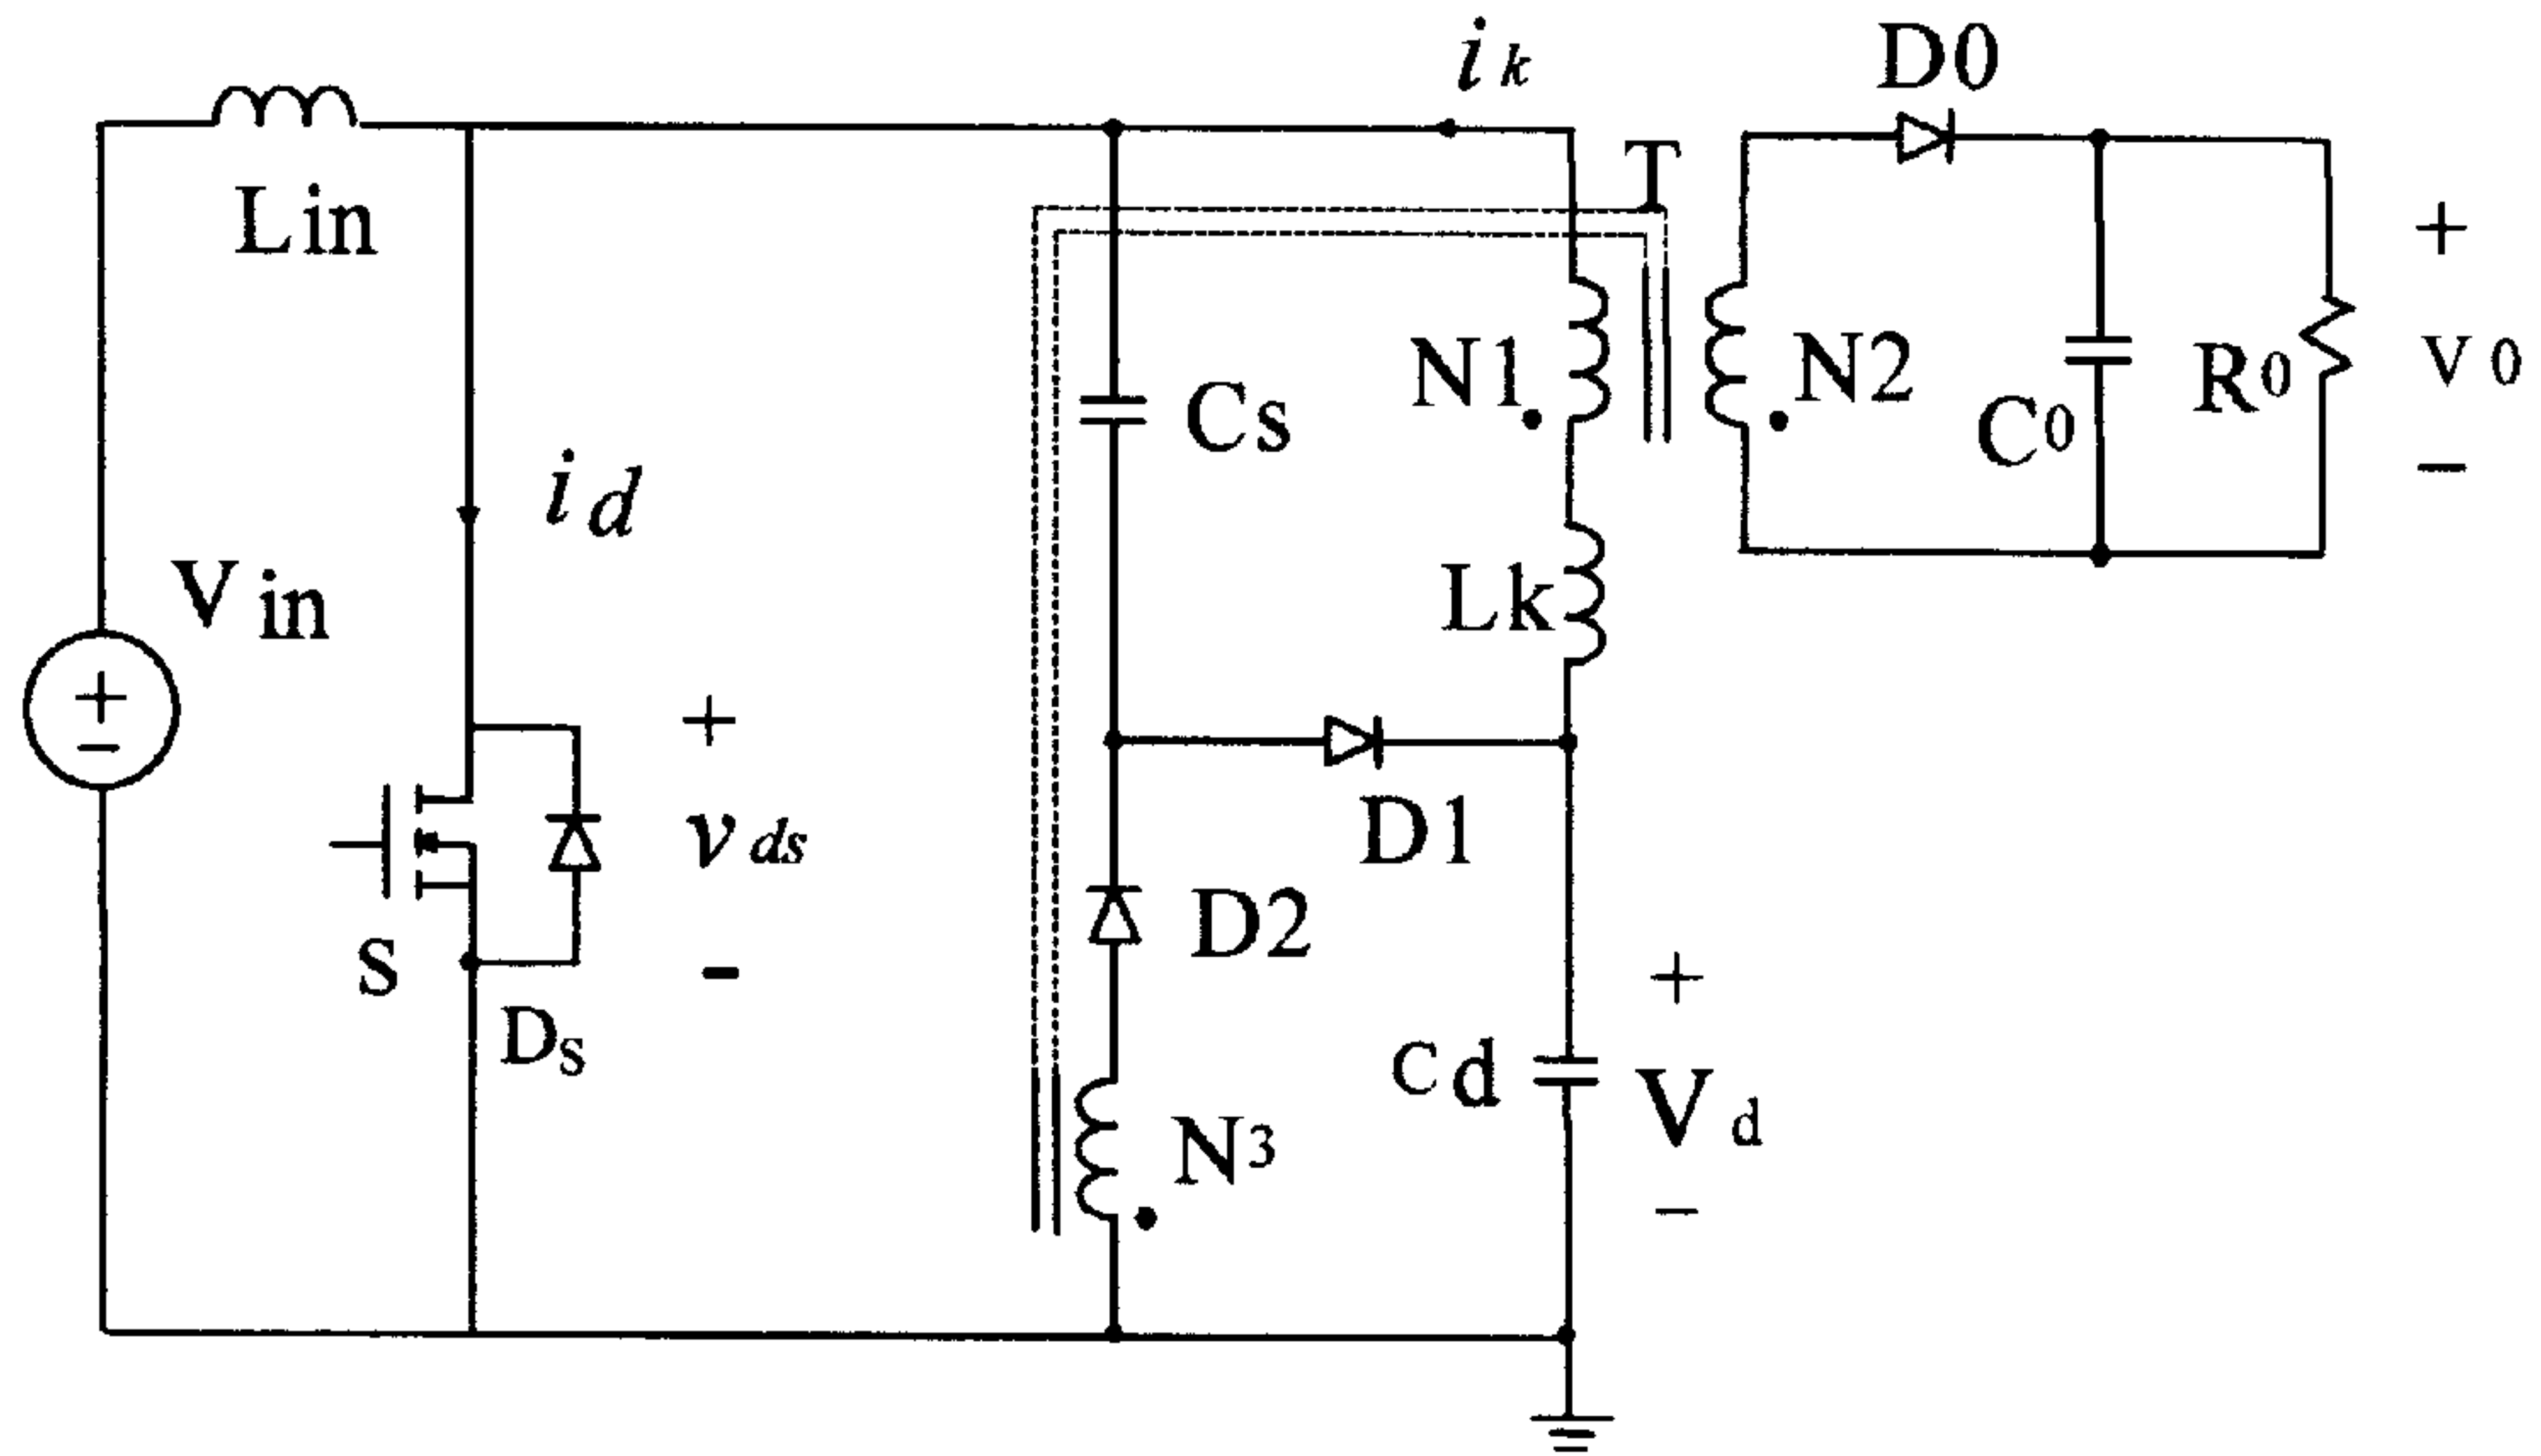 ik
D0
Lin
T
N1
N2
C0
R0
+
V0
−
Cs
id
Vin
+
−
Lk
+
vds
-
D1
S
Ds
D2
N3
Cd
+
Vd
−